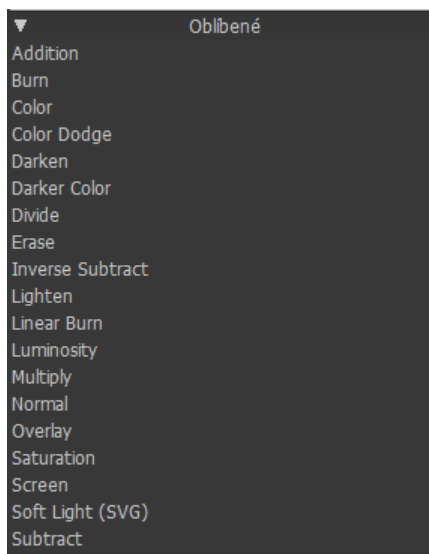 Oblíbené
Addition
Burn
Color
Color Dodge
Darken
Darker Color
Divide
Erase
Inverse Subtract
Lighten
Linear Burn
Luminosity
Multiply
Normal
Overlay
Saturation
Screen
Soft Light (SVG)
Subtract